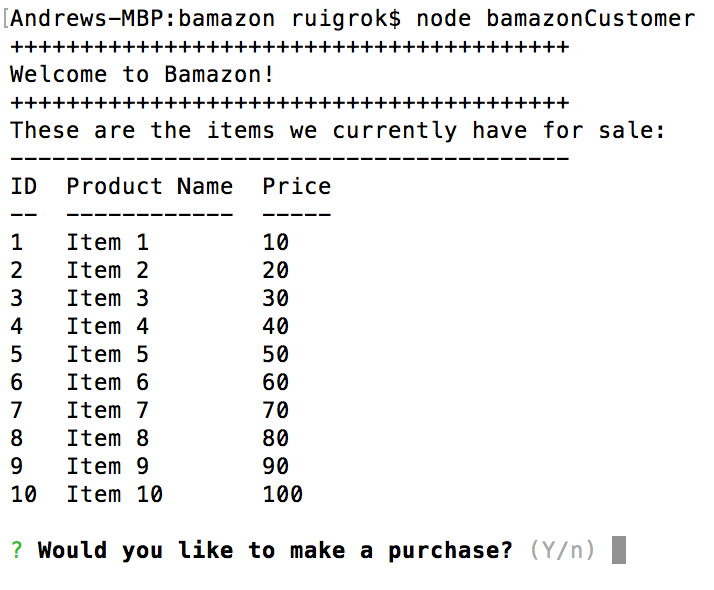 Andrews-MBP:bamazon ruigrok$ node bamazonCustomer
++++++++++++++++++++++++++++++++++++++++
Welcome to Bamazon!
++++++++++++++++++++++++++++++++++++++++
These are the items we currently have for sale:
----------------------------------------
ID  Product Name  Price
--  ------------  -----
1   Item 1        10
2   Item 2        20
3   Item 3        30
4   Item 4        40
5   Item 5        50
6   Item 6        60
7   Item 7        70
8   Item 8        80
9   Item 9        90
10  Item 10       100
? Would you like to make a purchase? (Y/n)